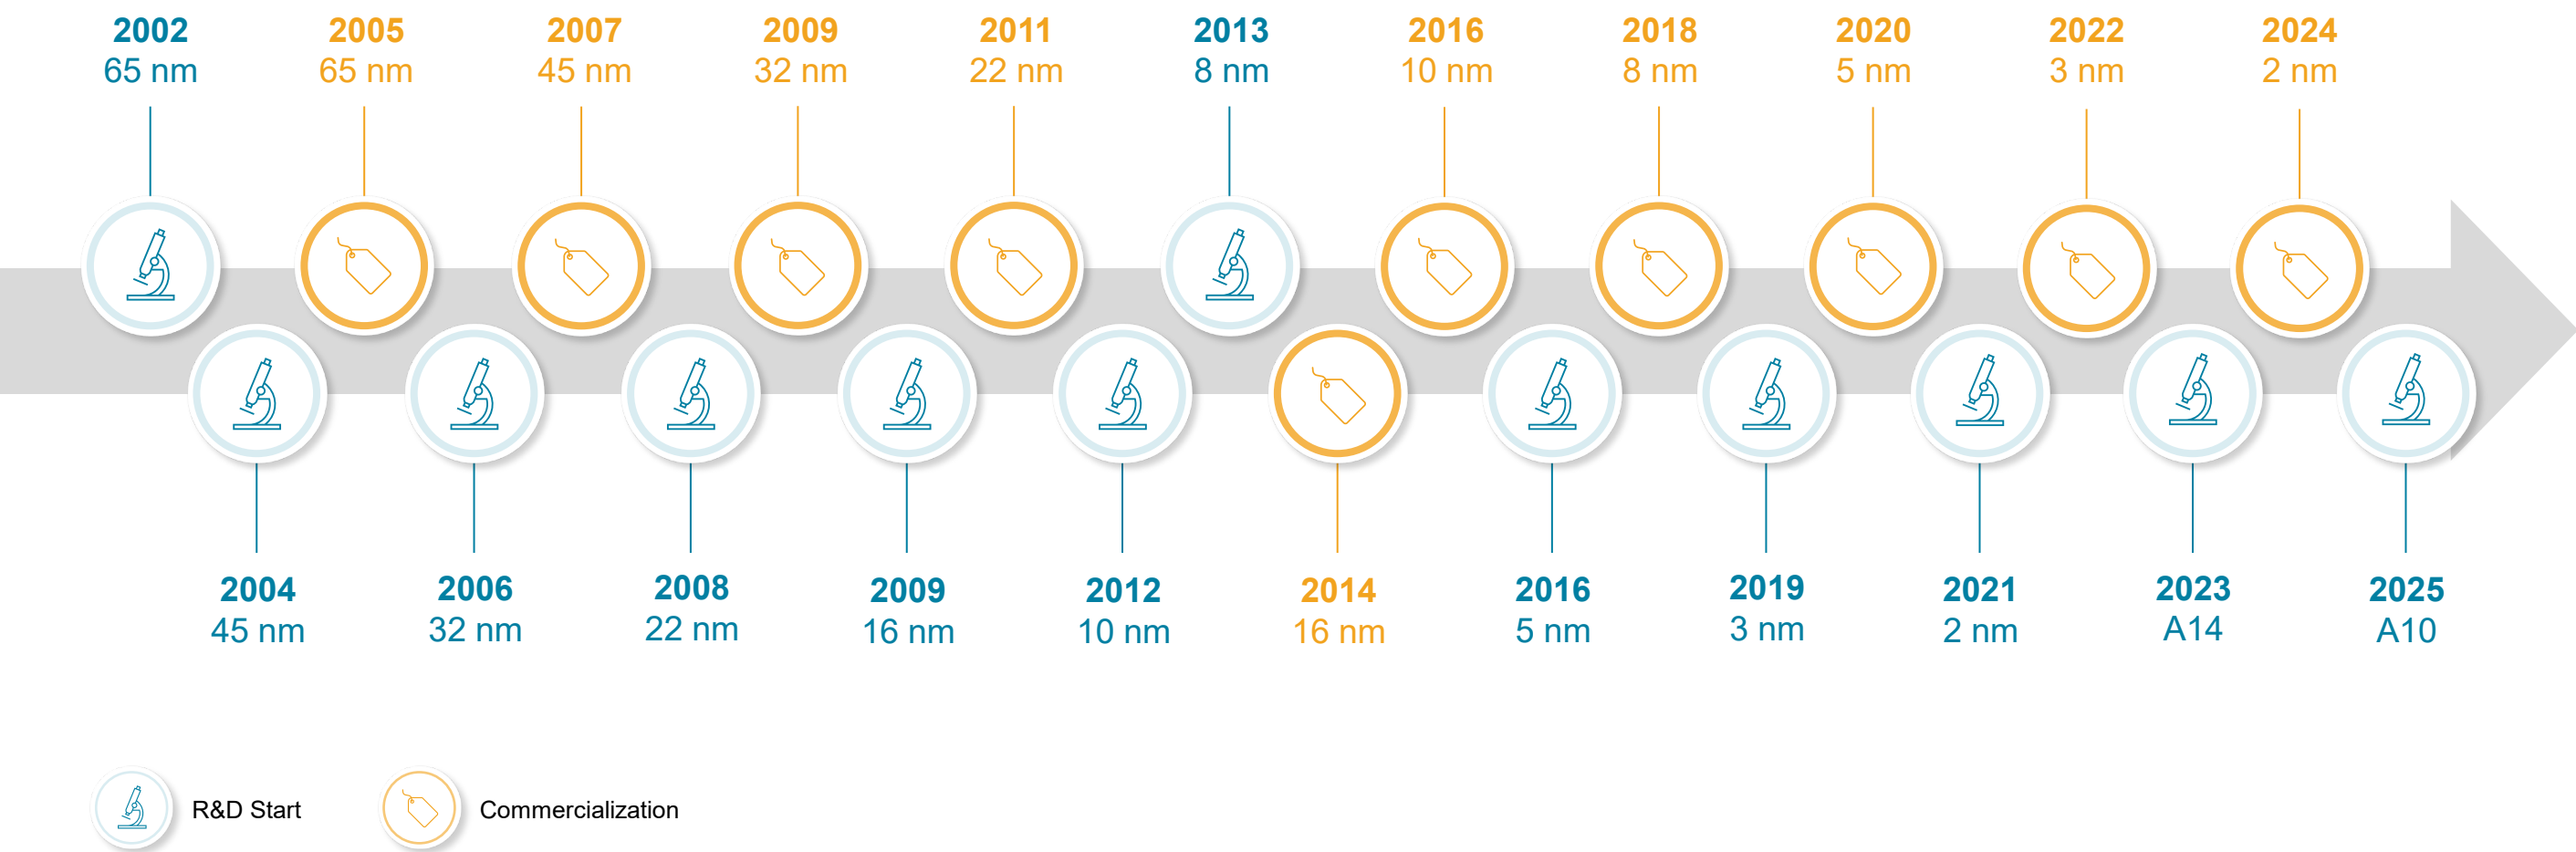 2002
65 nm
2005
65 nm
2007
45 nm
2009
32 nm
2011
22 nm
2013
8 nm
2016
10 nm
2018
8 nm
2020
5 nm
2022
3 nm
2024
2 nm
2004
45 nm
2006
32 nm
2008
22 nm
2009
16 nm
2012
10 nm
2014
16 nm
2016
5 nm
2019
3 nm
2021
2 nm
2023
A14
2025
A10
R&D Start
Commercialization